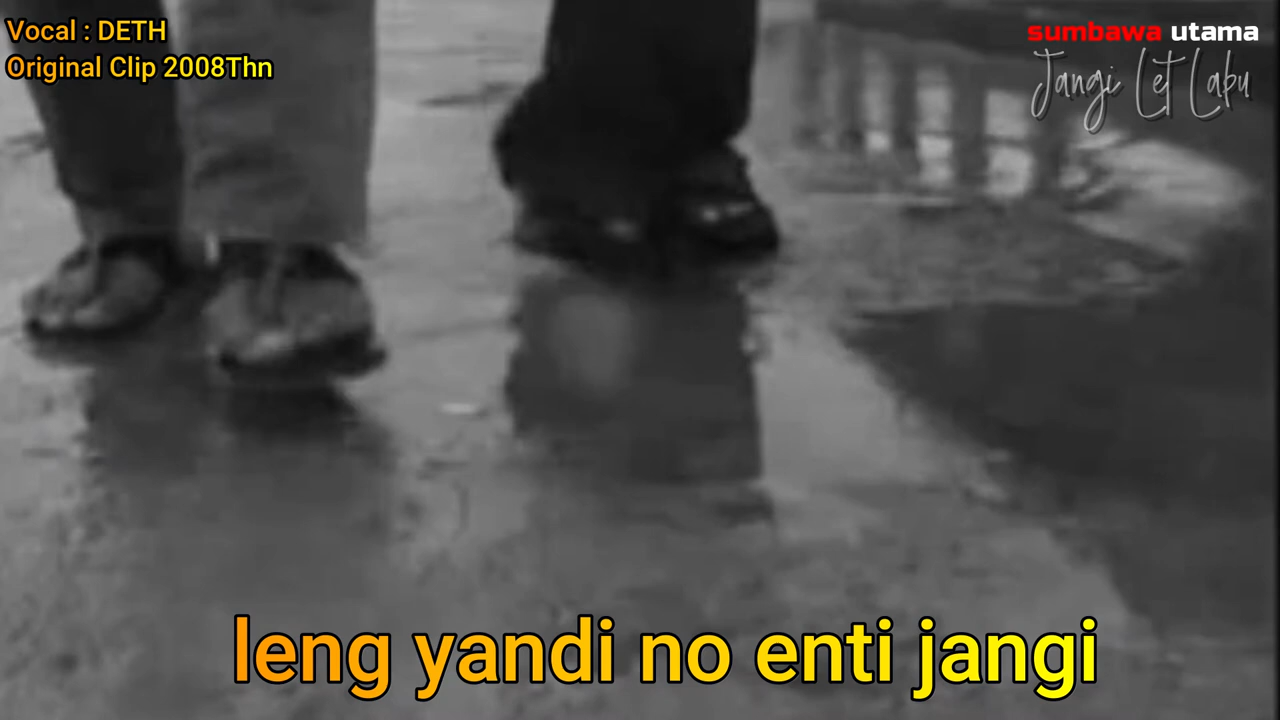 Vocal : DETH
Original Clip 2008Thn
sumbawa utama
Jangi Let Labu
leng yandi no enti jangi